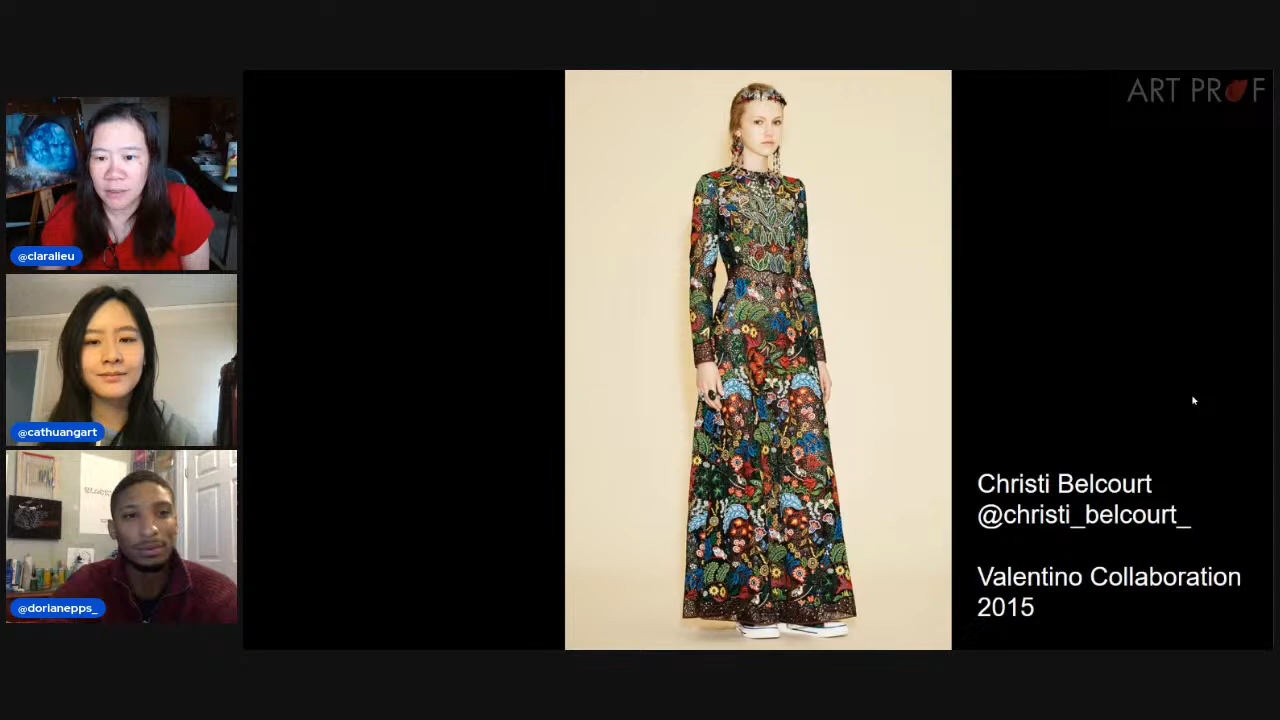 ART PROF
@claralieu
@cathuangart
@dorianepps_
Christi Belcourt
@christi_belcourt_
Valentino Collaboration
2015